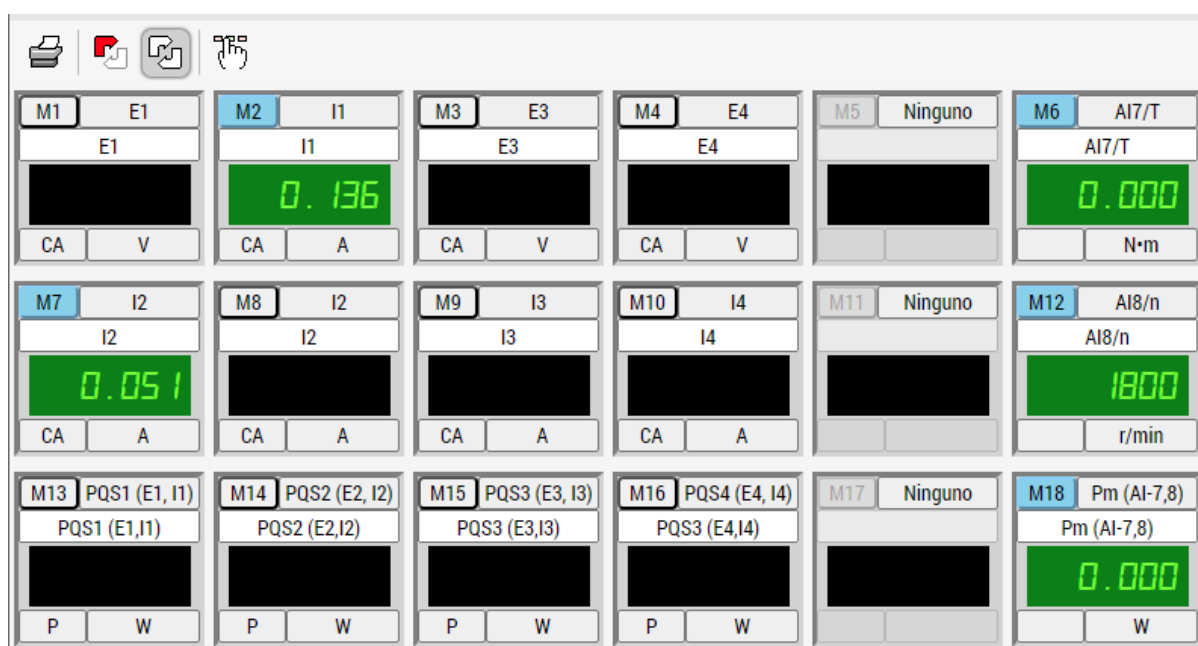 M1 E1 M2 I1 M3 E3 M4 E4 M5 Ninguno M6 AI7/T
E1 I1 E3 E4 AI7/T
0.136 0.000
CA V CA A CA V CA V N•m
M7 I2 M8 I2 M9 I3 M10 I4 M11 Ninguno M12 AI8/n
I2 I2 I3 I4 AI8/n
0.051 1800
CA A CA A CA A CA A r/min
M13 PQS1 (E1, I1) M14 PQS2 (E2, I2) M15 PQS3 (E3, I3) M16 PQS4 (E4, I4) M17 Ninguno M18 Pm (AI-7,8)
PQS1 (E1,I1) PQS2 (E2,I2) PQS3 (E3,I3) PQS3 (E4,I4) Pm (AI-7,8)
0.000
P W P W P W P W W